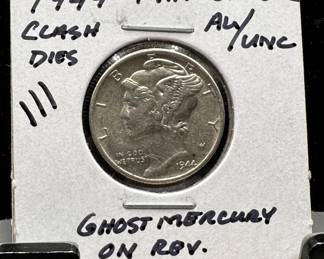 1944
CLASH AU/UNC
DIES
LIBERTY
IN GOD
WE TRUST
1944
GHOST MERCURY
ON REV.